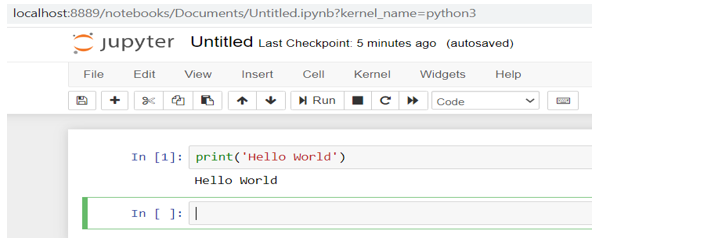 localhost:8889/notebooks/Documents/Untitled.ipynb?kernel_name=python3
jupyter Untitled Last Checkpoint: 5 minutes ago (autosaved)
File Edit View Insert Cell Kernel Widgets Help
Run Code
In [1]: print('Hello World')
Hello World
In [ ]: